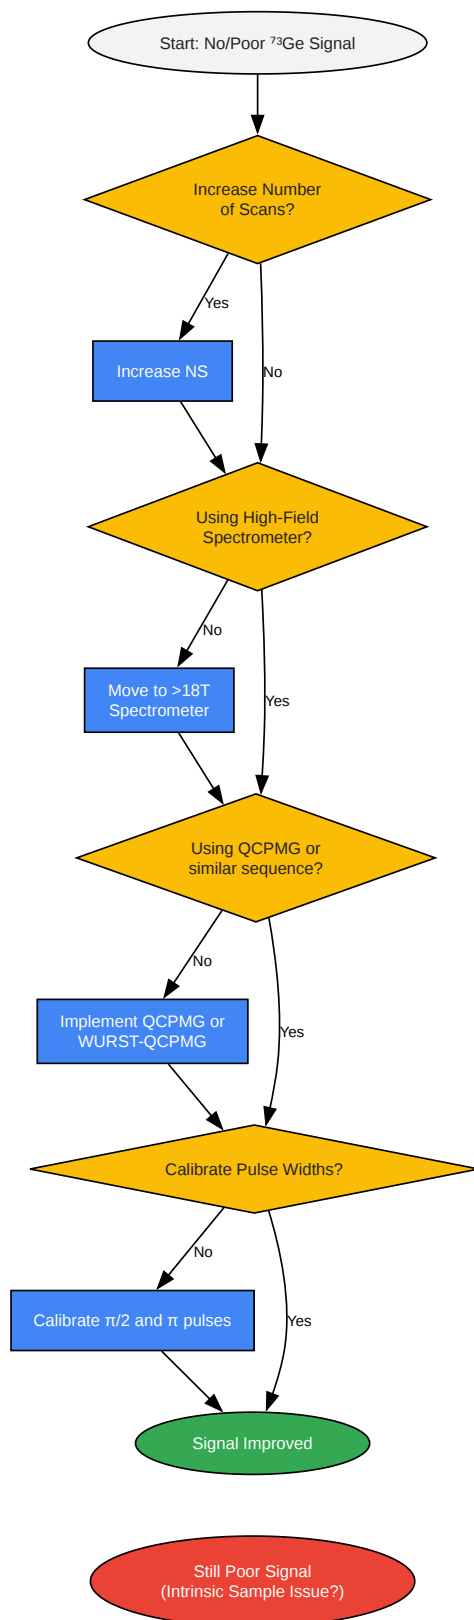 Start: No/Poor ⁷³Ge Signal
Increase Number
of Scans?
Yes
Increase NS
No
Using High-Field
Spectrometer?
No
Move to >18T
Spectrometer
Yes
Using QCPMG or
similar sequence?
No
Implement QCPMG or
WURST-QCPMG
Yes
Calibrate Pulse Widths?
No
Calibrate π/2 and π pulses
Yes
Signal Improved
Still Poor Signal
(Intrinsic Sample Issue?)